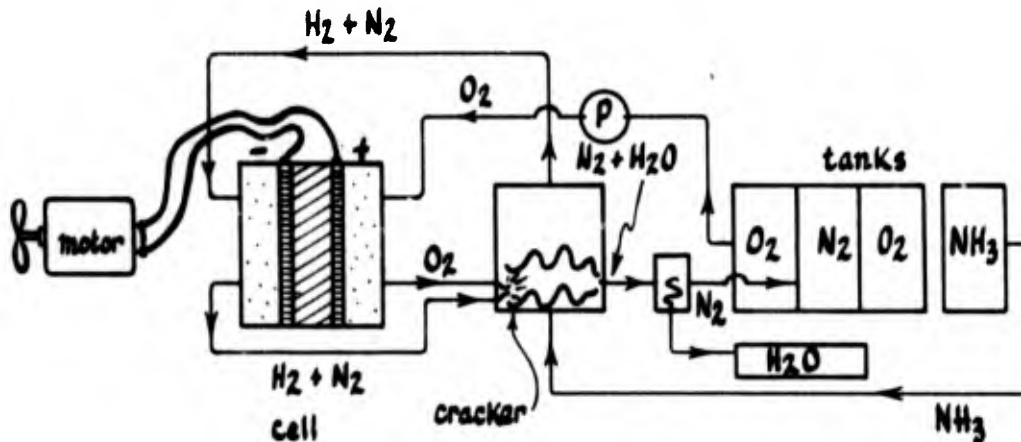 H2 + N2
O2
P
N2 + H2O
tanks
- +
motor
O2
O2
N2
O2
NH3
S
N2
H2O
H2 + N2
cracker
NH3
cell